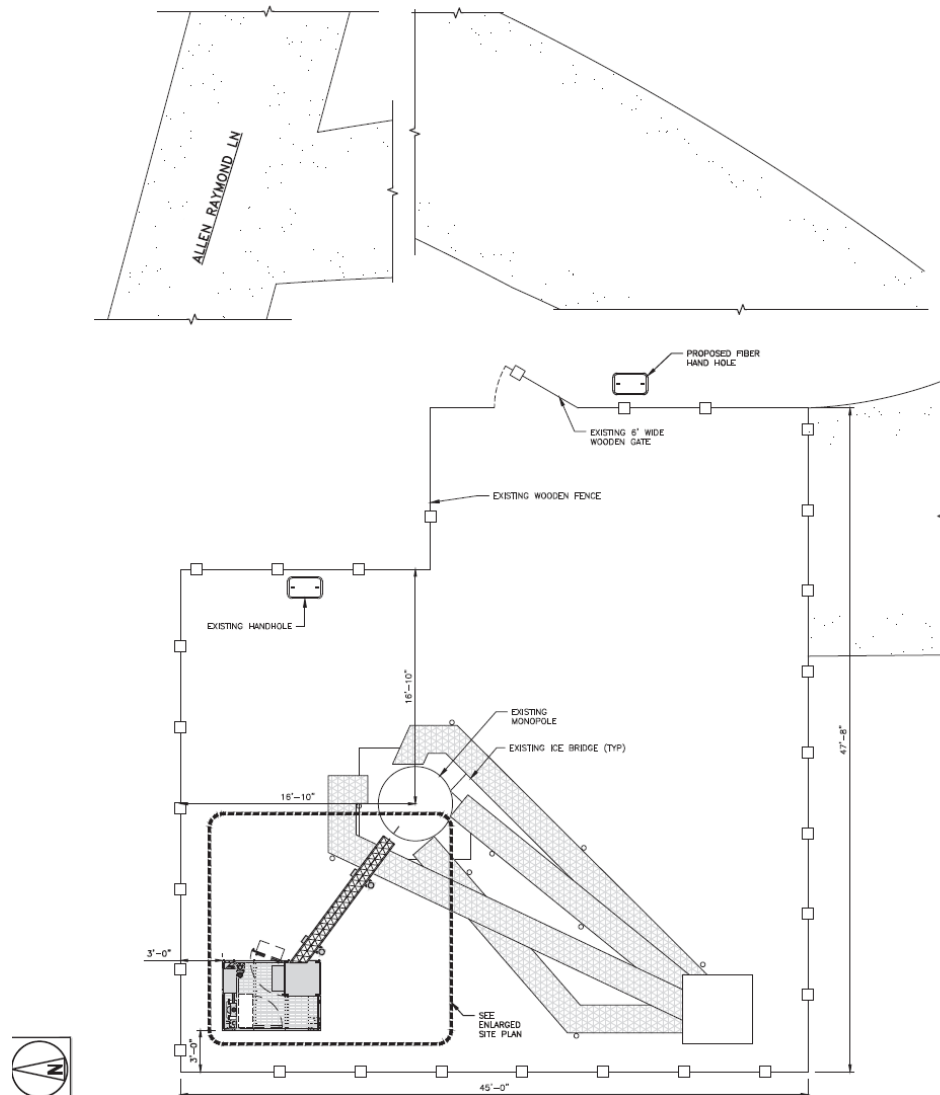 ALLEN RAYMOND LN
PROPOSED FIBER
HAND HOLE
EXISTING 6' WIDE
WOODEN GATE
EXISTING WOODEN FENCE
EXISTING HANDHOLE
16'-10"
EXISTING
MONOPOLE
EXISTING ICE BRIDGE (TYP)
47'-8"
16'-10"
3'-0"
SEE
ENLARGED
SITE PLAN
3'-0"
N
45'-0"